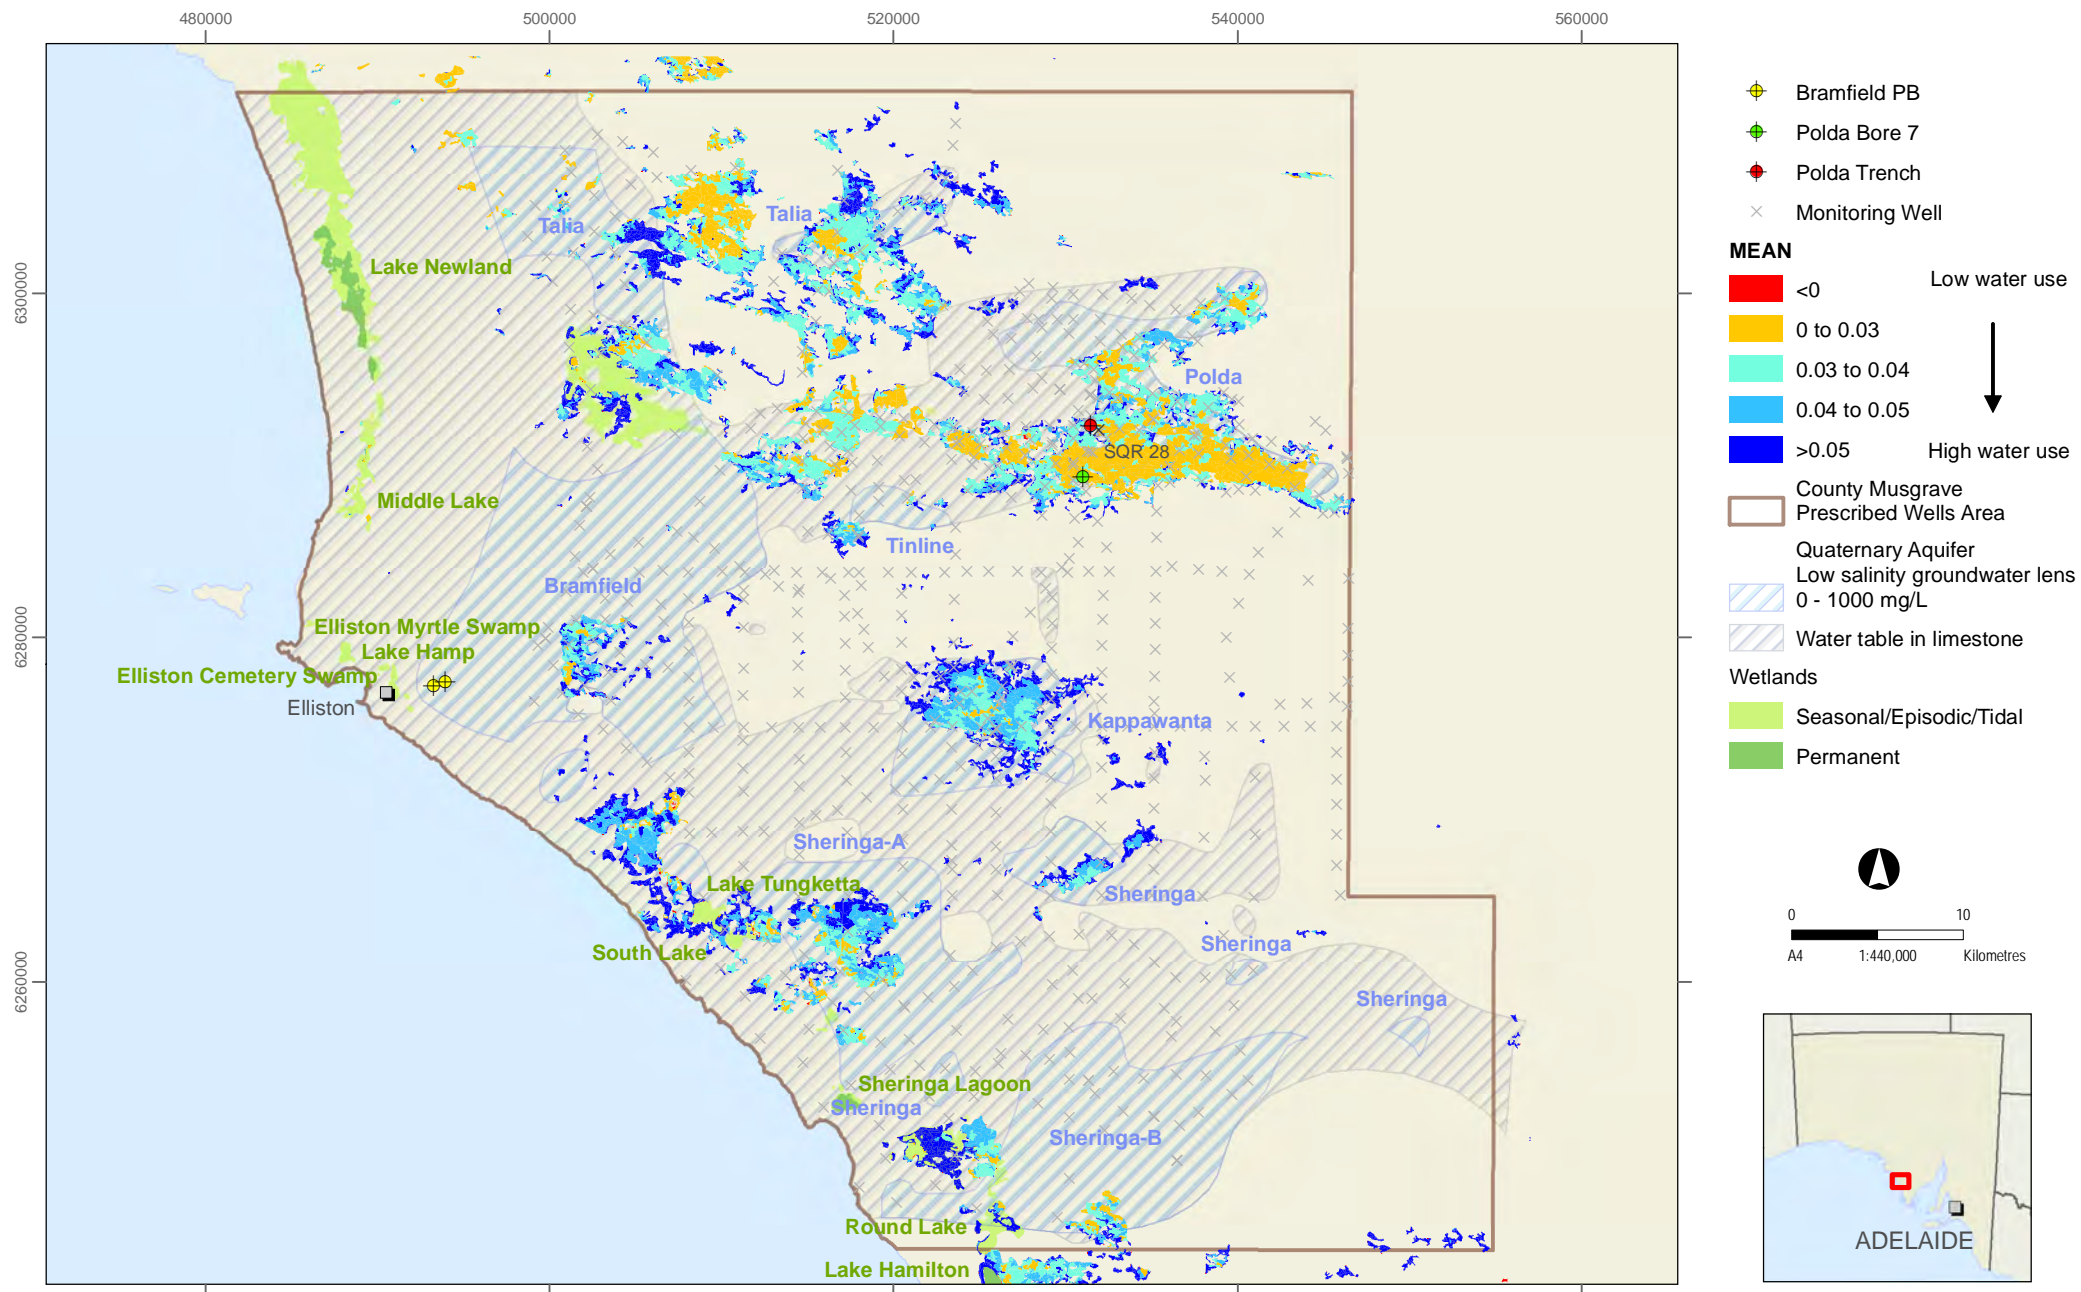 480000
500000
520000
540000
560000
6300000
6280000
6260000
Talia
Talia
Lake Newland
Polda
SQR 28
Middle Lake
Tinline
Bramfield
Elliston Myrtle Swamp
Lake Hamp
Elliston Cemetery Swamp
Elliston
Kappawanta
Sheringa-A
Lake Tungketta
Sheringa
South Lake
Sheringa
Sheringa
Sheringa Lagoon
Sheringa
Sheringa-B
Round Lake
Lake Hamilton
Bramfield PB
Polda Bore 7
Polda Trench
Monitoring Well
MEAN
<0
Low water use
0 to 0.03
0.03 to 0.04
0.04 to 0.05
>0.05
High water use
County Musgrave
Prescribed Wells Area
Quaternary Aquifer
Low salinity groundwater lens
0 - 1000 mg/L
Water table in limestone
Wetlands
Seasonal/Episodic/Tidal
Permanent
0 10
A4 1:440,000 Kilometres
ADELAIDE